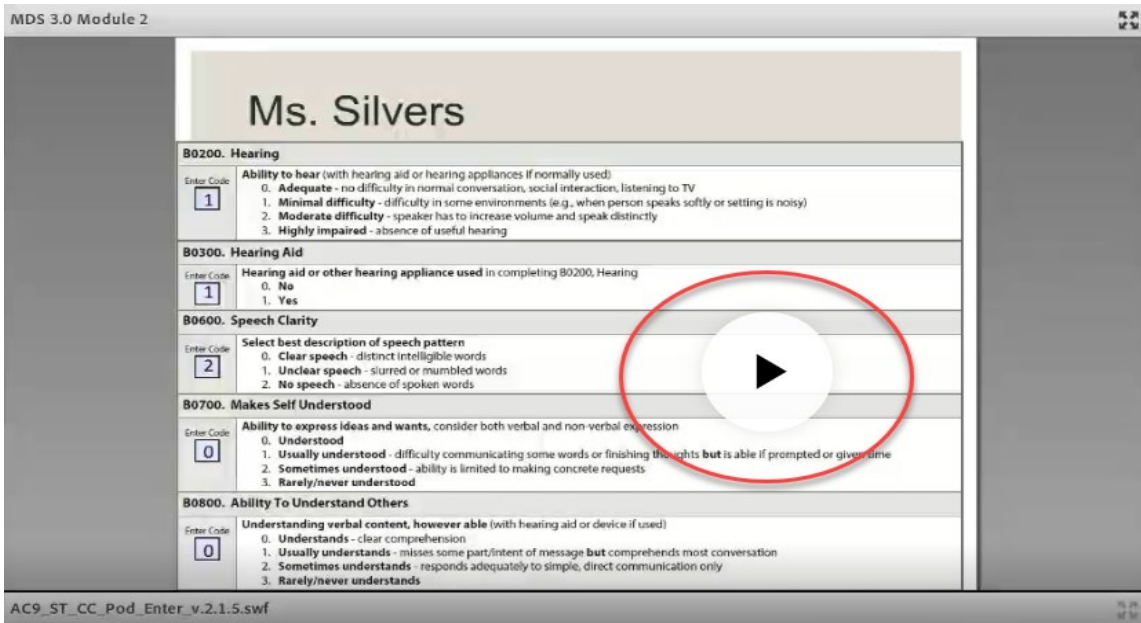 MDS 3.0 Module 2
Ms. Silvers
B0200. Hearing
Enter Code
1
Ability to hear (with hearing aid or hearing appliances if normally used)
0. Adequate - no difficulty in normal conversation, social interaction, listening to TV
1. Minimal difficulty - difficulty in some environments (e.g., when person speaks softly or setting is noisy)
2. Moderate difficulty - speaker has to increase volume and speak distinctly
3. Highly impaired - absence of useful hearing
B0300. Hearing Aid
Enter Code
1
Hearing aid or other hearing appliance used in completing B0200, Hearing
0. No
1. Yes
B0600. Speech Clarity
Enter Code
2
Select best description of speech pattern
0. Clear speech - distinct intelligible words
1. Unclear speech - slurred or mumbled words
2. No speech - absence of spoken words
B0700. Makes Self Understood
Enter Code
0
Ability to express ideas and wants, consider both verbal and non-verbal expression
0. Understood
1. Usually understood - difficulty communicating some words or finishing thoughts but is able if prompted or given time
2. Sometimes understood - ability is limited to making concrete requests
3. Rarely/never understood
B0800. Ability To Understand Others
Enter Code
0
Understanding verbal content, however able (with hearing aid or device if used)
0. Understands - clear comprehension
1. Usually understands - misses some part/intent of message but comprehends most conversation
2. Sometimes understands - responds adequately to simple, direct communication only
3. Rarely/never understands
AC9_ST_CC_Pod_Enter_v.2.1.5.swf